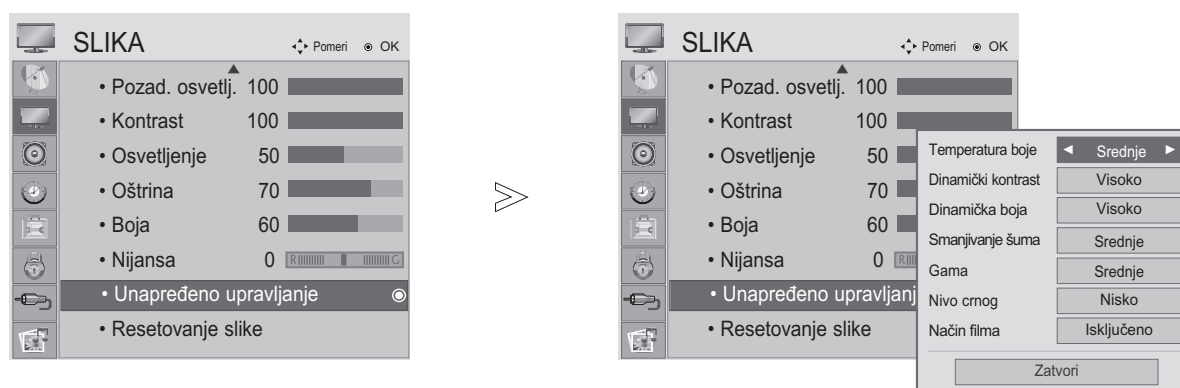 SLIKA Pomeri OK
• Pozad. osvetlj. 100
• Kontrast 100
• Osvetljenje 50
• Oštrina 70
• Boja 60
• Nijansa 0 R G
• Unapređeno upravljanje
• Resetovanje slike
SLIKA Pomeri OK
• Pozad. osvetlj. 100
• Kontrast 100
• Osvetljenje 50
• Oštrina 70
• Boja 60
• Nijansa 0 R
• Unapređeno upravljanj
• Resetovanje slike
Temperatura boje ◄ Srednje ►
Dinamički kontrast Visoko
Dinamička boja Visoko
Smanjivanje šuma Srednje
Gama Srednje
Nivo crnog Nisko
Način filma Isključeno
Zatvori